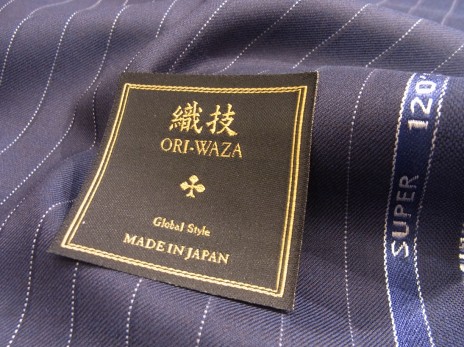 織技
ORI-WAZA
Global Style
MADE IN JAPAN
SUPER 120'